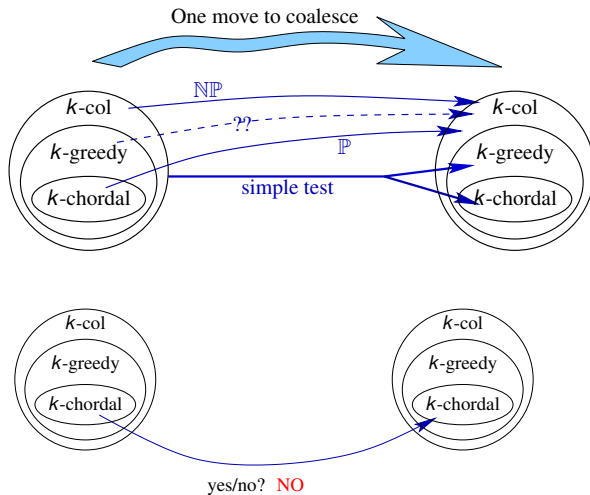 One move to coalesce
ℕℙ
k-col
k-col
??
k-greedy
ℙ
k-greedy
k-chordal
simple test
k-chordal
k-col
k-col
k-greedy
k-greedy
k-chordal
k-chordal
yes/no? NO